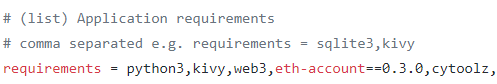 # (list) Application requirements
# comma separated e.g. requirements = sqlite3,kivy
requirements = python3,kivy,web3,eth-account==0.3.0,cytoolz,